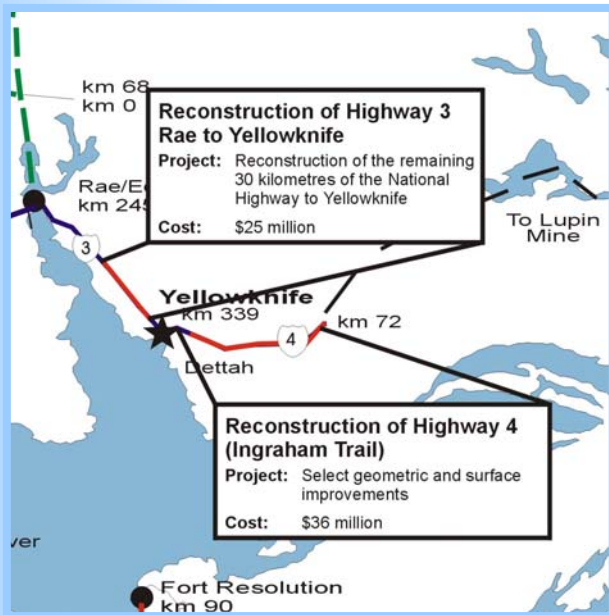 km 68
km 0
Reconstruction of Highway 3
Rae to Yellowknife
Project: Reconstruction of the remaining
30 kilometres of the National
Highway to Yellowknife
Cost: $25 million
km 245
3
To Lupin
Mine
Yellowknife
km 339
4
km 72
Dettah
Reconstruction of Highway 4
(Ingraham Trail)
Project: Select geometric and surface
improvements
Cost: $36 million
Fort Resolution
km 90